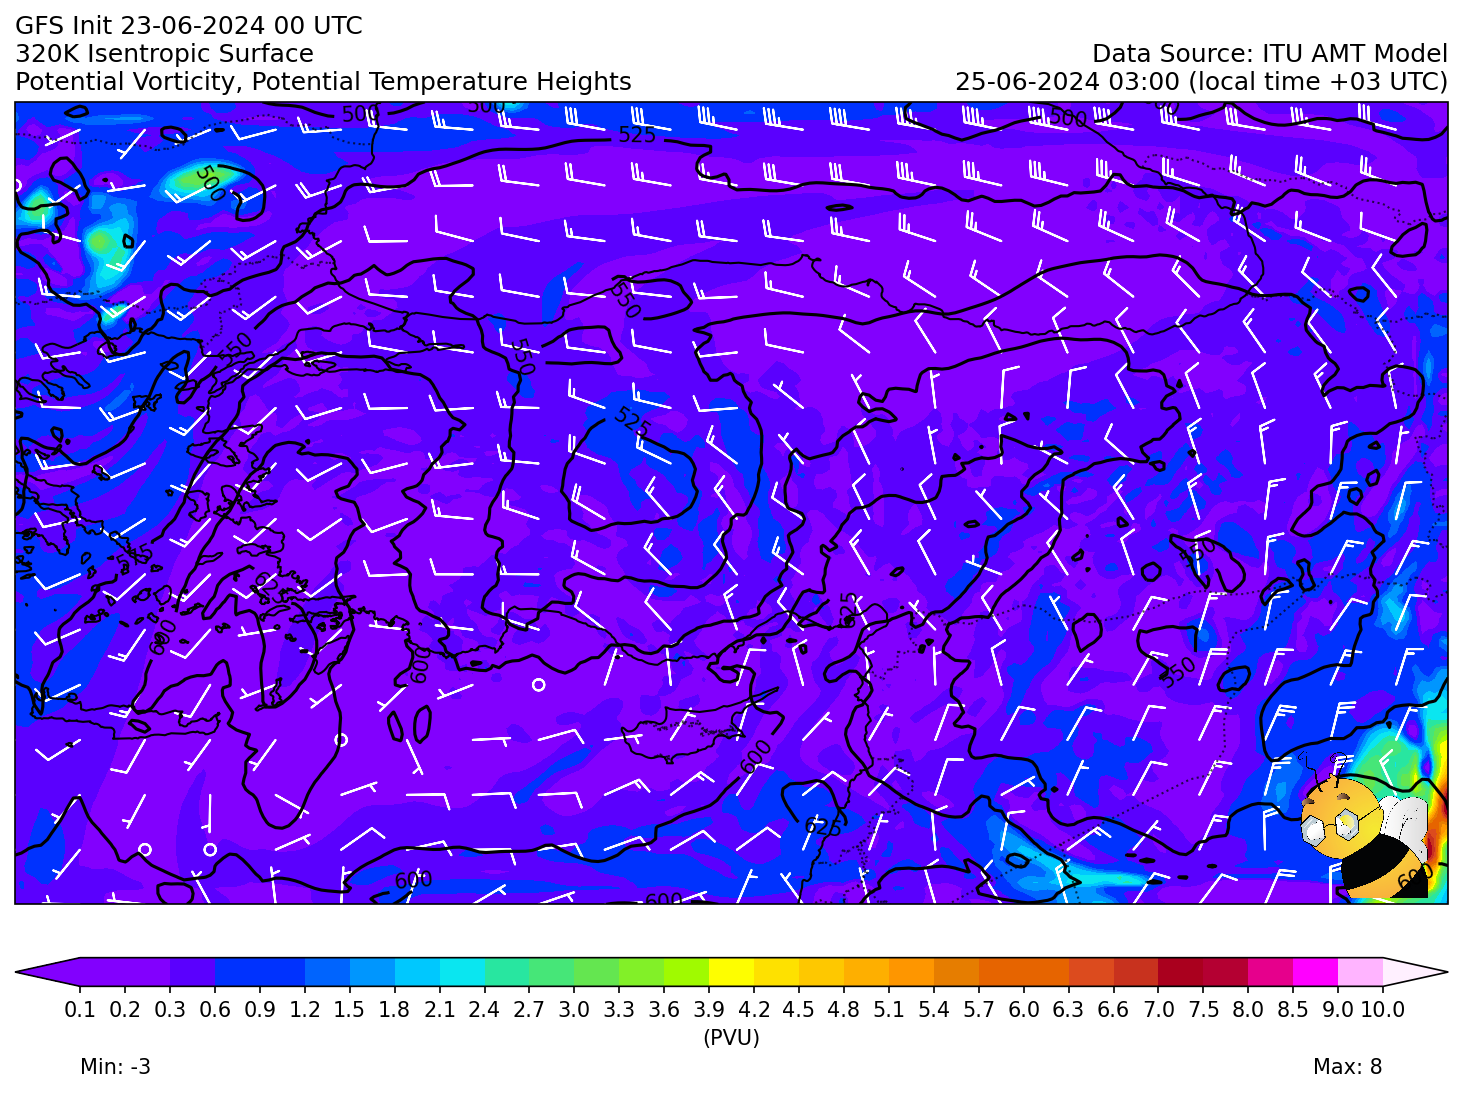 GFS Init 23-06-2024 00 UTC
320K Isentropic Surface
Data Source: ITU AMT Model
Potential Vorticity, Potential Temperature Heights
25-06-2024 03:00 (local time +03 UTC)
500
500
500
525
500
550
550
550
525
550
575
625
600
600
550
600
625
600
600
600
0.1 0.2 0.3 0.6 0.9 1.2 1.5 1.8 2.1 2.4 2.7 3.0 3.3 3.6 3.9 4.2 4.5 4.8 5.1 5.4 5.7 6.0 6.3 6.6 7.0 7.5 8.0 8.5 9.0 10.0
(PVU)
Min: -3
Max: 8